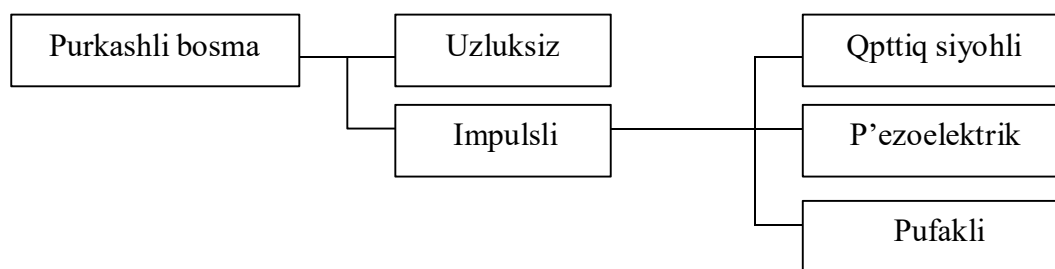 Purkashli bosma
Uzluksiz
Impulsli
Qpttiq siyohli
P’ezoelektrik
Pufakli